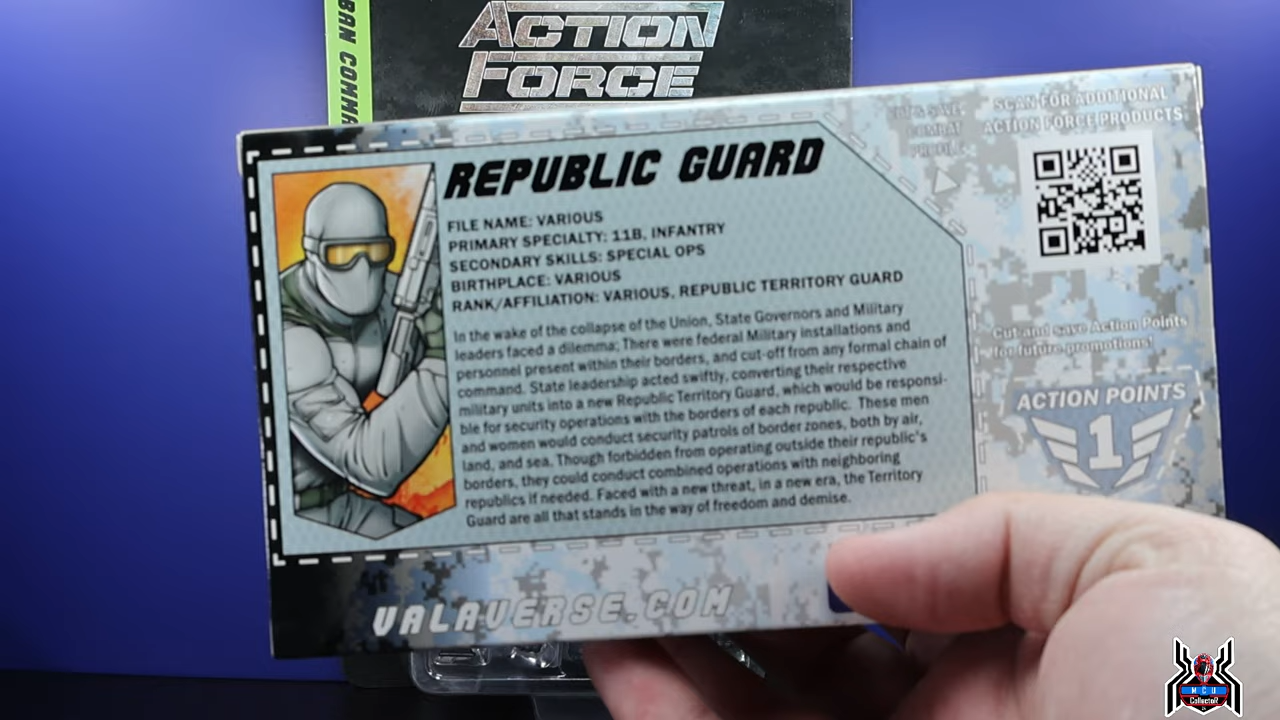 BAN COMMA
ACTION
FORCE
CUT & SAVE
COMBAT
PROFILE
SCAN FOR ADDITIONAL
ACTION FORCE PRODUCTS
REPUBLIC GUARD
FILE NAME: VARIOUS
PRIMARY SPECIALTY: 11B, INFANTRY
SECONDARY SKILLS: SPECIAL OPS
BIRTHPLACE: VARIOUS
RANK/AFFILIATION: VARIOUS, REPUBLIC TERRITORY GUARD
In the wake of the collapse of the Union, State Governors and Military
leaders faced a dilemma; There were federal Military installations and
personnel present within their borders, and cut-off from any formal chain of
command. State leadership acted swiftly, converting their respective
military units into a new Republic Territory Guard, which would be responsi-
ble for security operations with the borders of each republic. These men
and women would conduct security patrols of border zones, both by air,
land, and sea. Though forbidden from operating outside their republic's
borders, they could conduct combined operations with neighboring
republics if needed. Faced with a new threat, in a new era, the Territory
Guard are all that stands in the way of freedom and demise.
Cut and save Action Points
for future promotions!
ACTION POINTS
1
VALAVERSE.COM
MCU
Collector